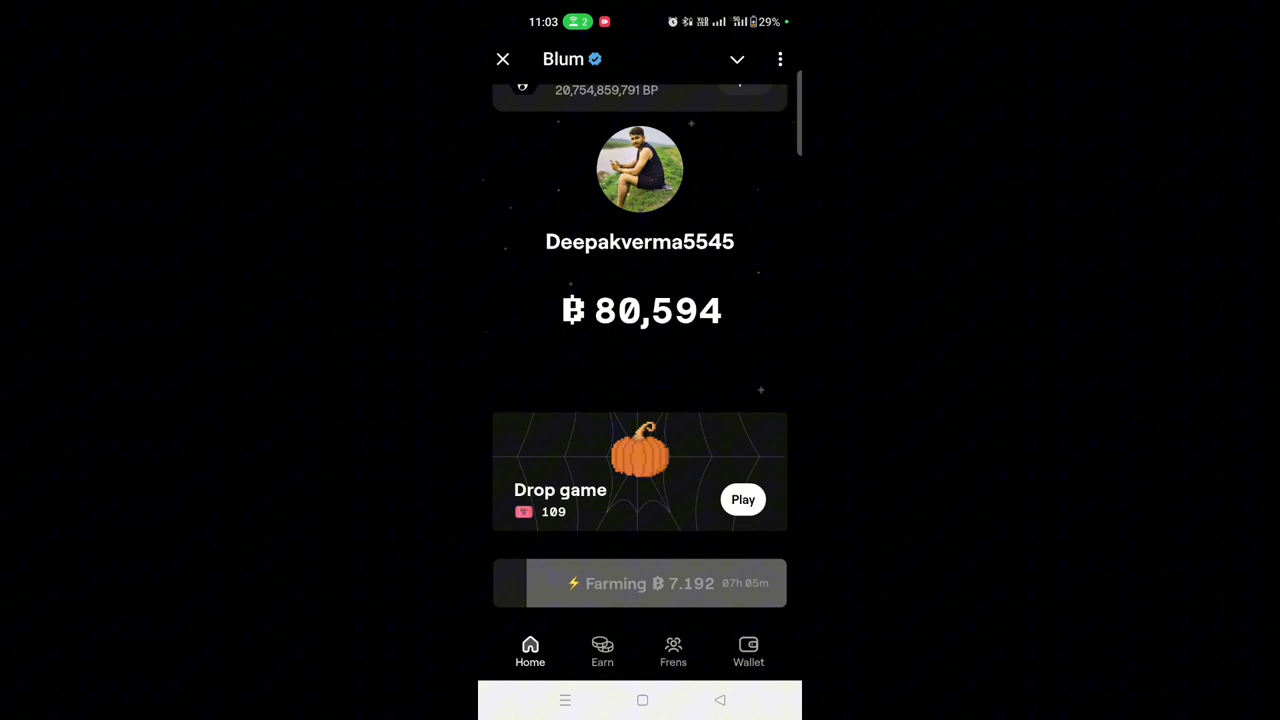 11:03 2 29%
Blum
20,754,859,791 BP
Deepakverma5545
80,594
Drop game
109
Play
Farming 7.192 07h 05m
Home Earn Frens Wallet